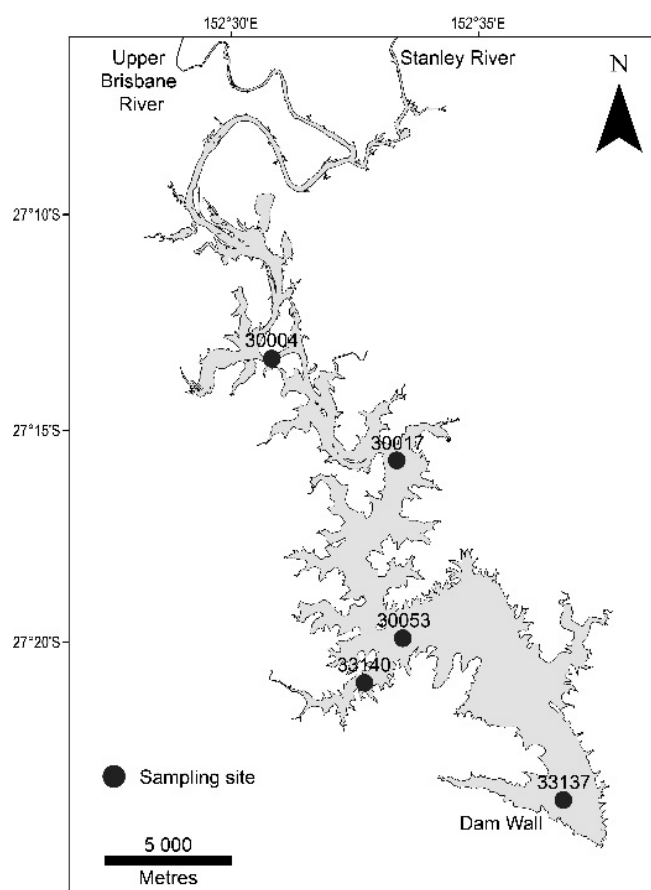 152°30'E
152°35'E
Upper
Brisbane
River
Stanley River
N
27°10'S
30004
27°15'S
30017
27°20'S
30053
33140
33137
Sampling site
Dam Wall
5 000
Metres